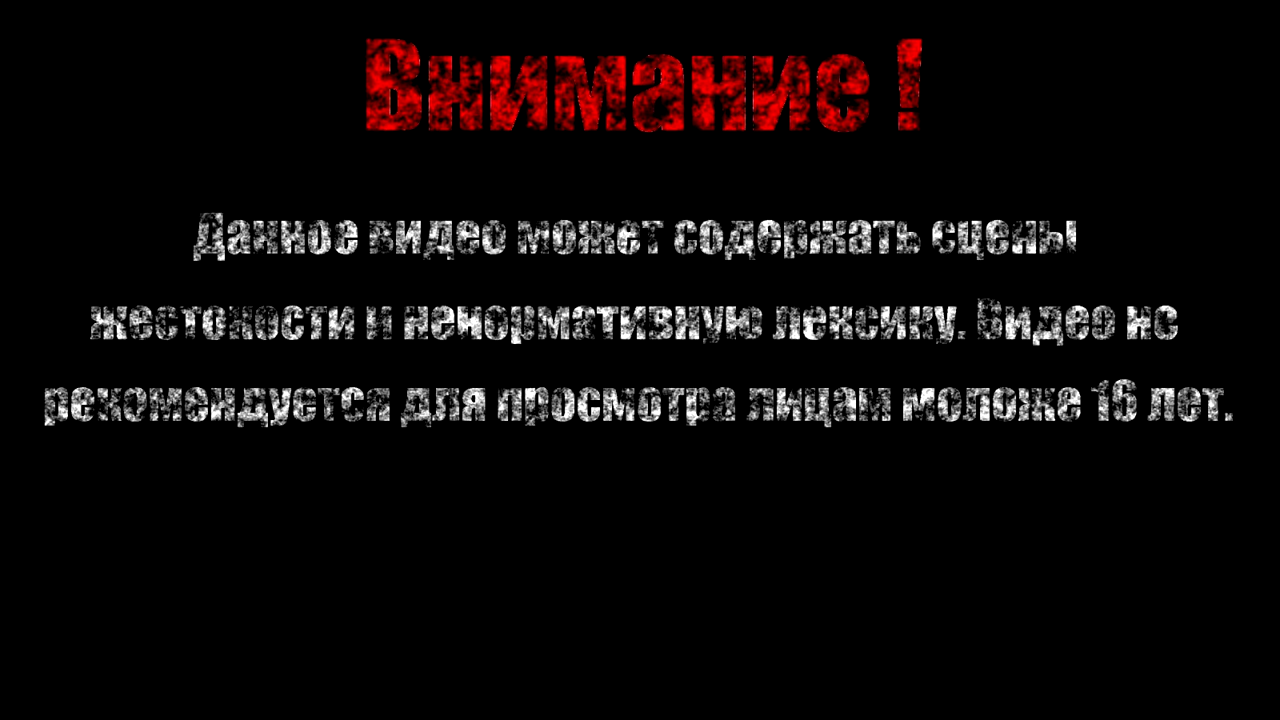 Внимание !
Данное видео может содержать сцены
жестокости и ненормативную лексику. Видео не
рекомендуется для просмотра лицам моложе 16 лет.